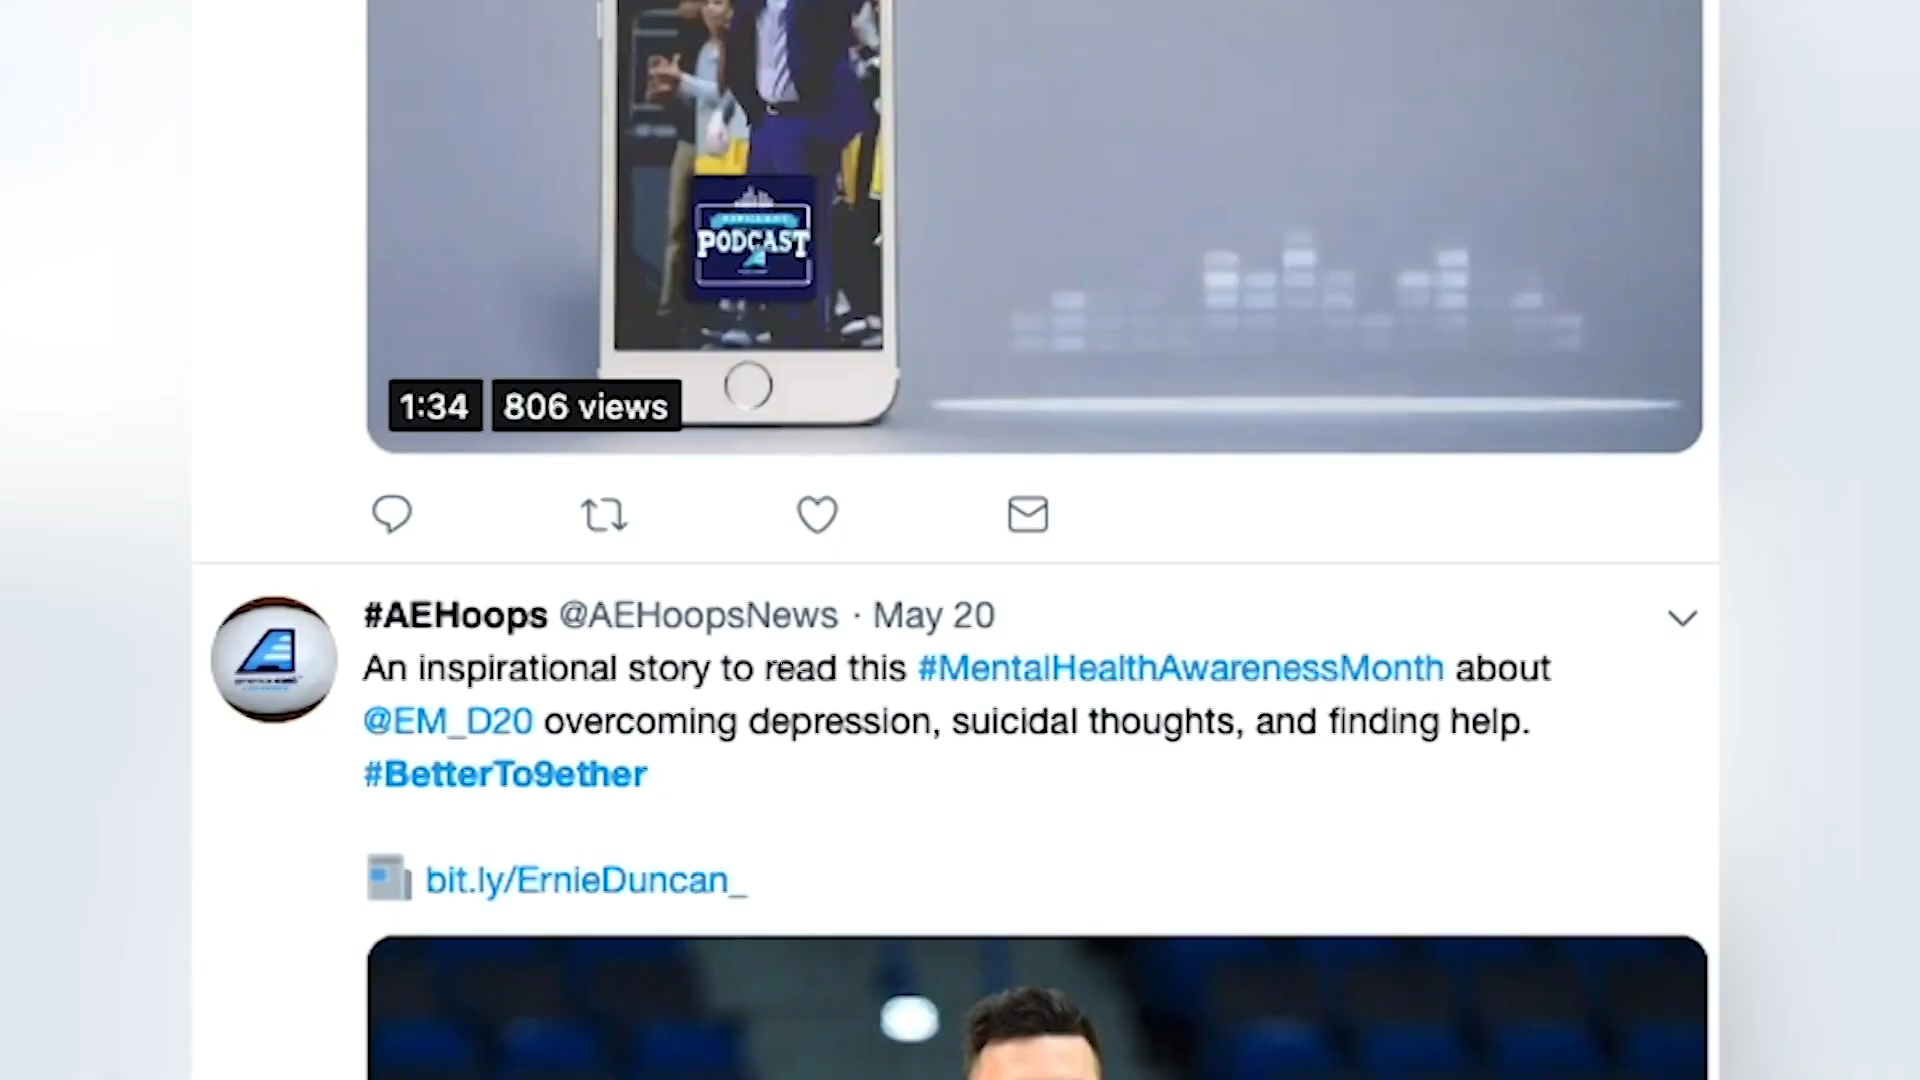 PODCAST
1:34 806 views
#AEHoops @AEHoopsNews · May 20
An inspirational story to read this #MentalHealthAwarenessMonth about
@EM_D20 overcoming depression, suicidal thoughts, and finding help.
#BetterTo9ether
bit.ly/ErnieDuncan_